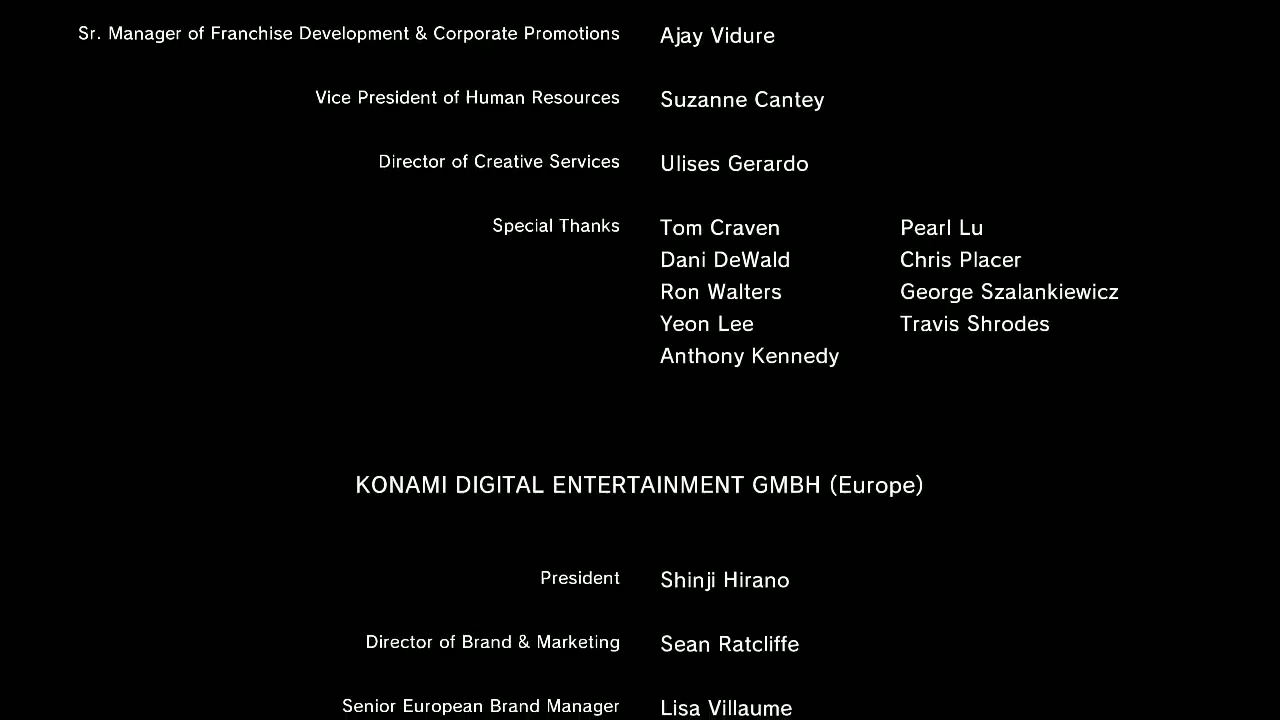 Sr. Manager of Franchise Development & Corporate Promotions Ajay Vidure
Vice President of Human Resources Suzanne Cantey
Director of Creative Services Ulises Gerardo
Special Thanks Tom Craven Pearl Lu
Dani DeWald Chris Placer
Ron Walters George Szalankiewicz
Yeon Lee Travis Shrodes
Anthony Kennedy
KONAMI DIGITAL ENTERTAINMENT GMBH (Europe)
President Shinji Hirano
Director of Brand & Marketing Sean Ratcliffe
Senior European Brand Manager Lisa Villaume